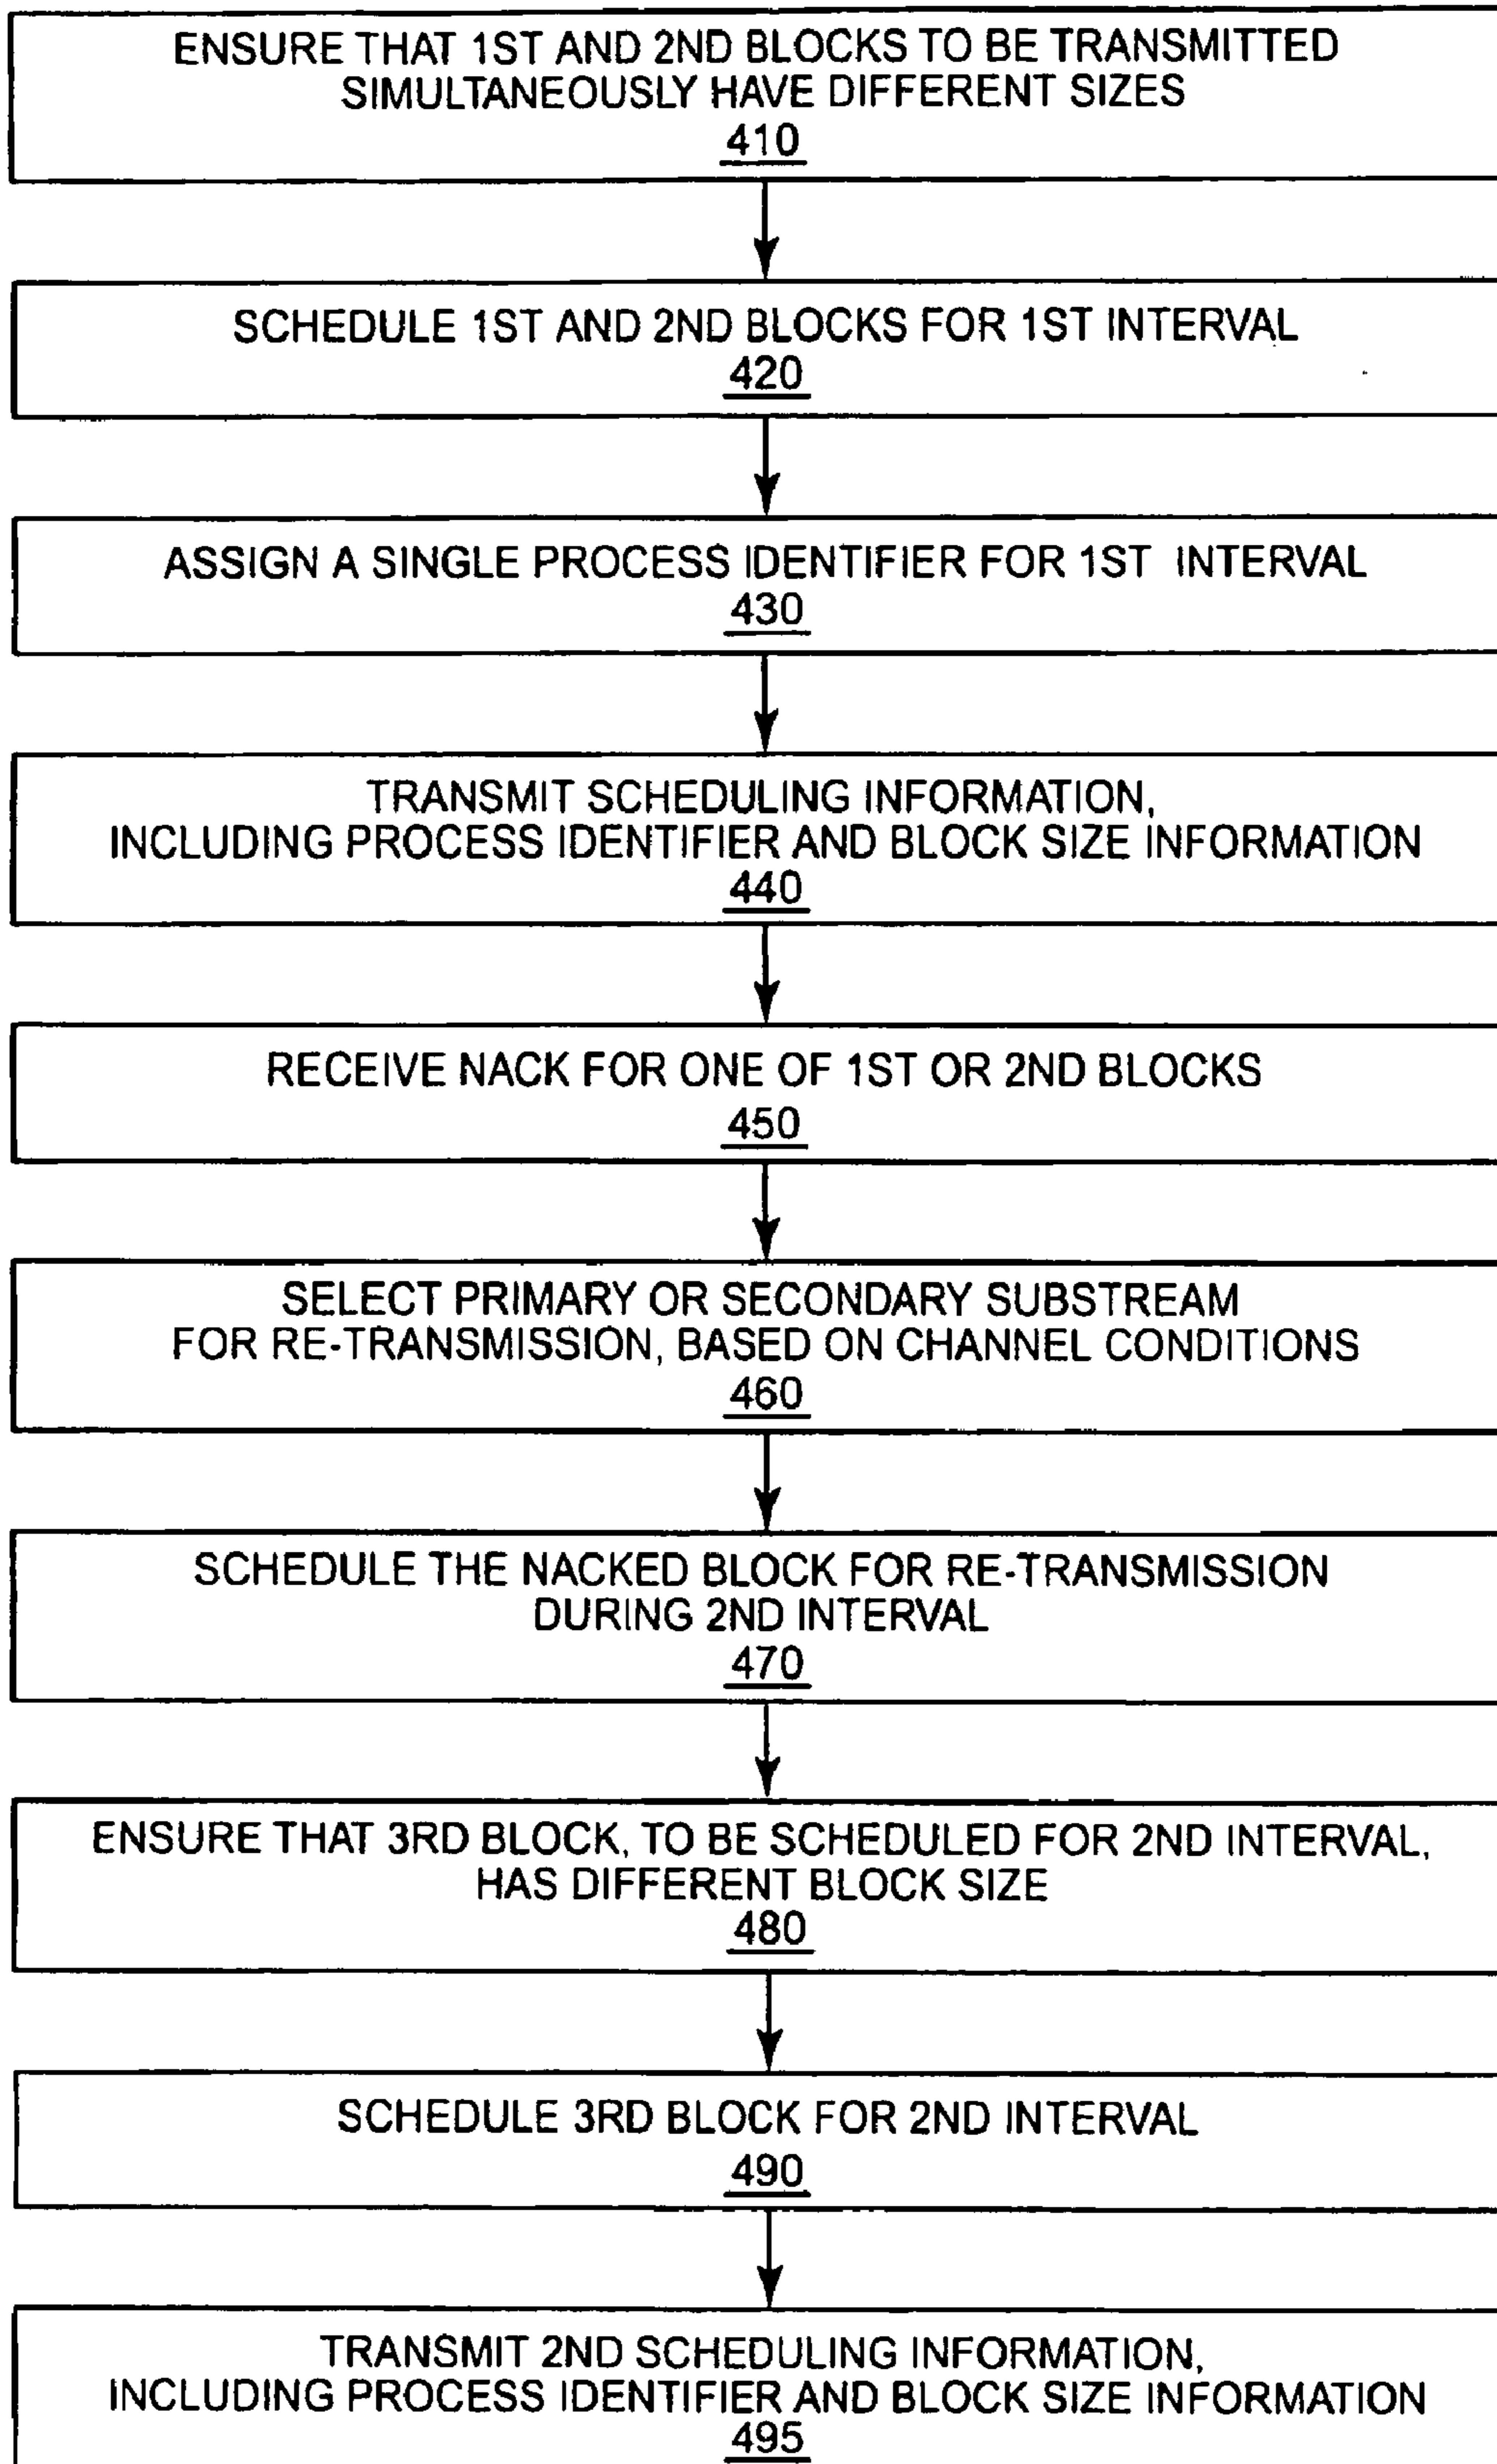 ENSURE THAT 1ST AND 2ND BLOCKS TO BE TRANSMITTED
SIMULTANEOUSLY HAVE DIFFERENT SIZES
410
SCHEDULE 1ST AND 2ND BLOCKS FOR 1ST INTERVAL
420
ASSIGN A SINGLE PROCESS IDENTIFIER FOR 1ST INTERVAL
430
TRANSMIT SCHEDULING INFORMATION,
INCLUDING PROCESS IDENTIFIER AND BLOCK SIZE INFORMATION
440
RECEIVE NACK FOR ONE OF 1ST OR 2ND BLOCKS
450
SELECT PRIMARY OR SECONDARY SUBSTREAM
FOR RE-TRANSMISSION, BASED ON CHANNEL CONDITIONS
460
SCHEDULE THE NACKED BLOCK FOR RE-TRANSMISSION
DURING 2ND INTERVAL
470
ENSURE THAT 3RD BLOCK, TO BE SCHEDULED FOR 2ND INTERVAL,
HAS DIFFERENT BLOCK SIZE
480
SCHEDULE 3RD BLOCK FOR 2ND INTERVAL
490
TRANSMIT 2ND SCHEDULING INFORMATION,
INCLUDING PROCESS IDENTIFIER AND BLOCK SIZE INFORMATION
495